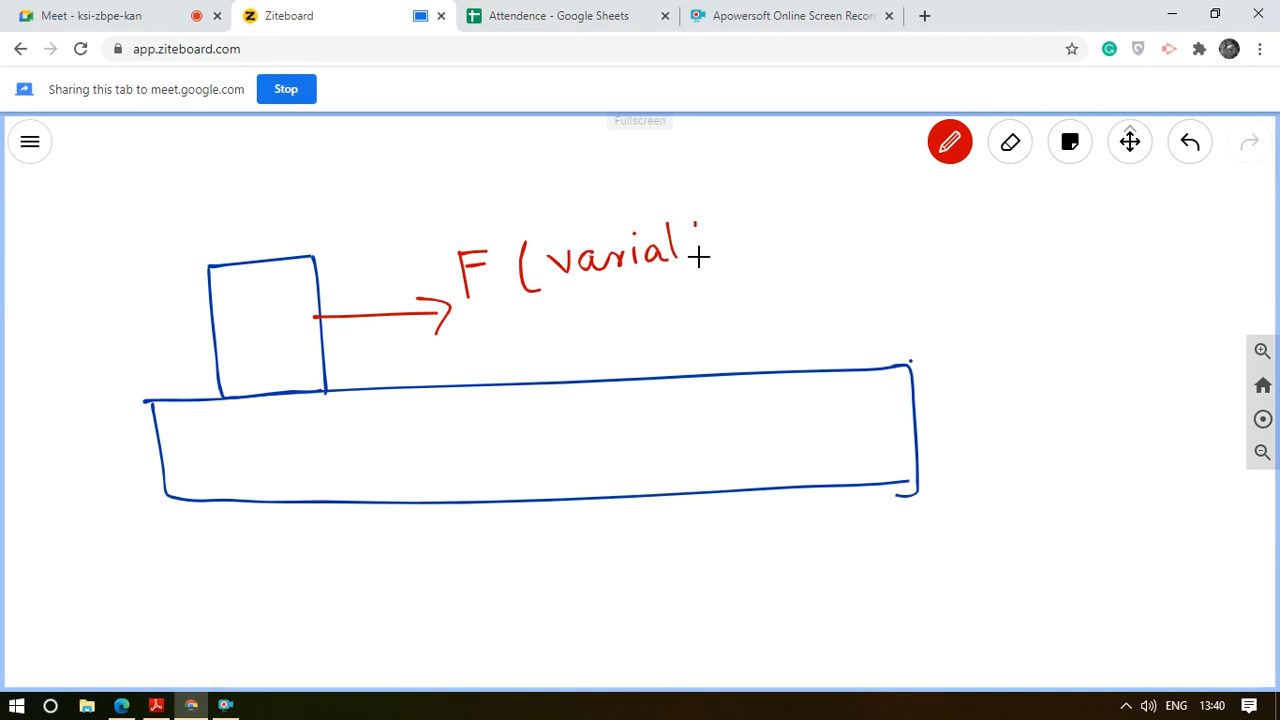 Meet - ksi-zbpe-kan
Ziteboard
Attendence - Google Sheets
Apowersoft Online Screen Recor
app.ziteboard.com
Sharing this tab to meet.google.com
Stop
Fullscreen
F (varial
ENG
13:40